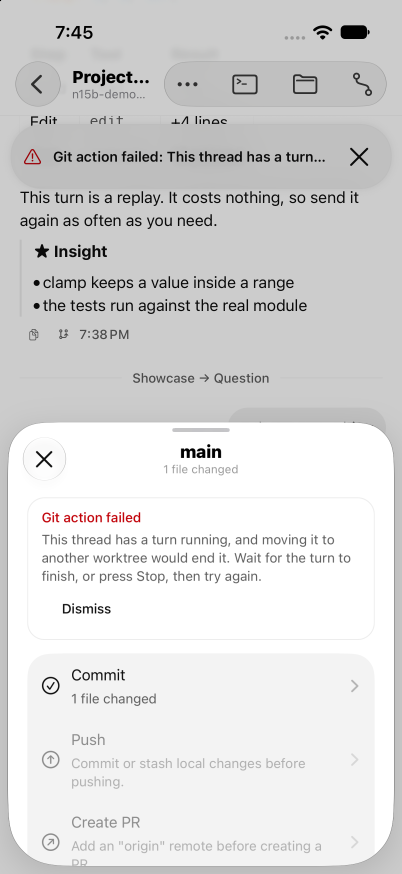 7:45
Project...
n15b-demo...
Edit edit +4 lines
Git action failed: This thread has a turn...
This turn is a replay. It costs nothing, so send it
again as often as you need.
★ Insight
• clamp keeps a value inside a range
• the tests run against the real module
7:38 PM
Showcase → Question
main
1 file changed
Git action failed
This thread has a turn running, and moving it to
another worktree would end it. Wait for the turn to
finish, or press Stop, then try again.
Dismiss
Commit
1 file changed
Push
Commit or stash local changes before
pushing.
Create PR
Add an "origin" remote before creating a
PR